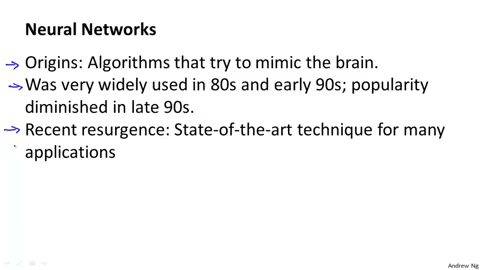 Neural Networks
Origins: Algorithms that try to mimic the brain.
Was very widely used in 80s and early 90s; popularity
diminished in late 90s.
Recent resurgence: State-of-the-art technique for many
applications
Andrew Ng